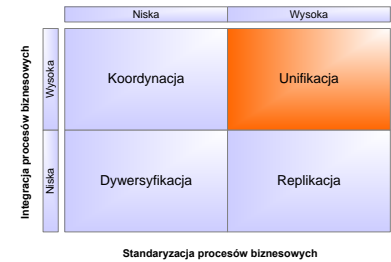 Niska Wysoka
Integracja procesów biznesowych
Wysoka
Koordynacja Unifikacja
Niska
Dywersyfikacja Replikacja
Standaryzacja procesów biznesowych